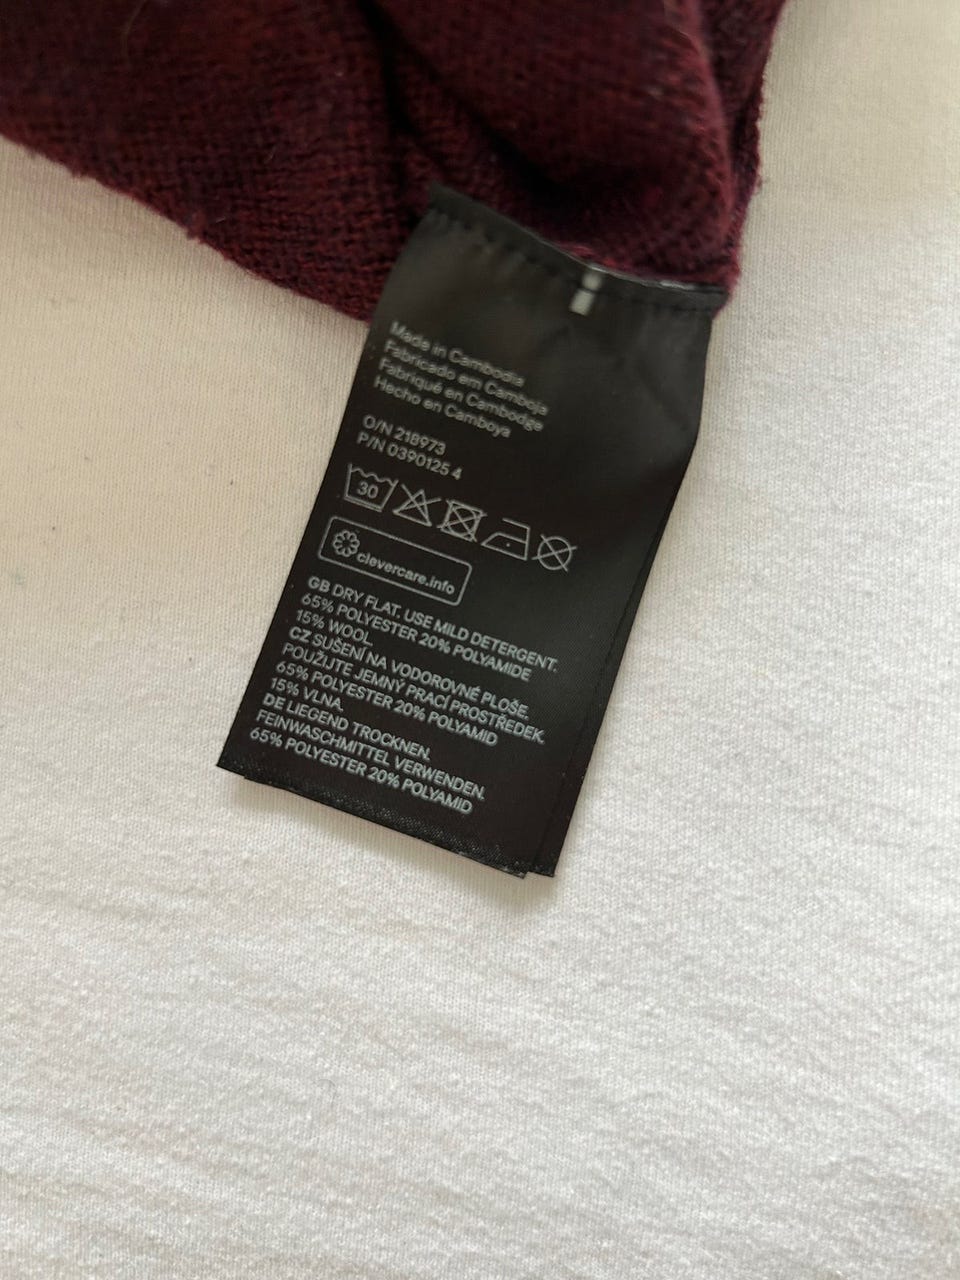 Made in Cambodia
Fabricado em Camboja
Fabriqué en Cambodge
Hecho en Camboya
O/N 218973
P/N 0390125 4
30
clevercare.info
GB DRY FLAT. USE MILD DETERGENT.
65% POLYESTER 20% POLYAMIDE
15% WOOL
CZ SUŠENÍ NA VODOROVNÉ PLOŠE.
POUŽIJTE JEMNÝ PRACÍ PROSTŘEDEK.
65% POLYESTER 20% POLYAMID
15% VLNA.
DE LIEGEND TROCKNEN.
FEINWASCHMITTEL VERWENDEN.
65% POLYESTER 20% POLYAMID